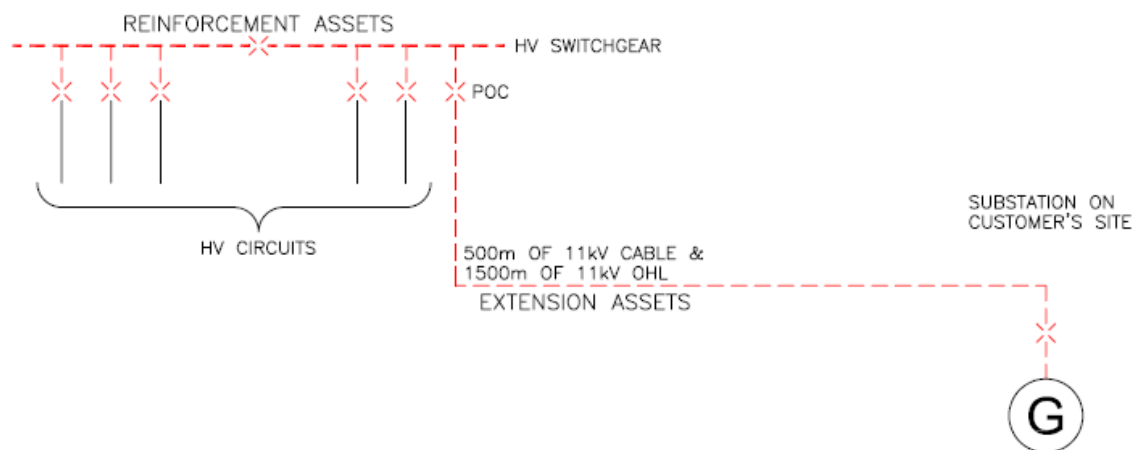 REINFORCEMENT ASSETS
HV SWITCHGEAR
POC
HV CIRCUITS
SUBSTATION ON
CUSTOMER'S SITE
500m OF 11kV CABLE &
1500m OF 11kV OHL
EXTENSION ASSETS
G